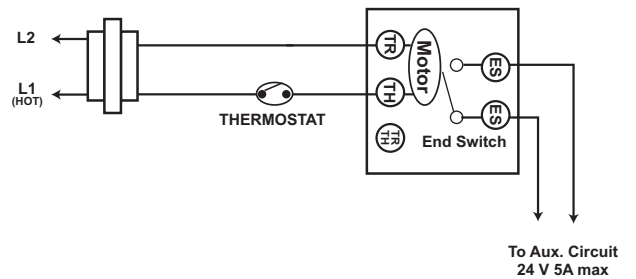 L2
L1
(HOT)
THERMOSTAT
TR
TH
TR
TH
Motor
ES
ES
End Switch
To Aux. Circuit
24 V 5A max